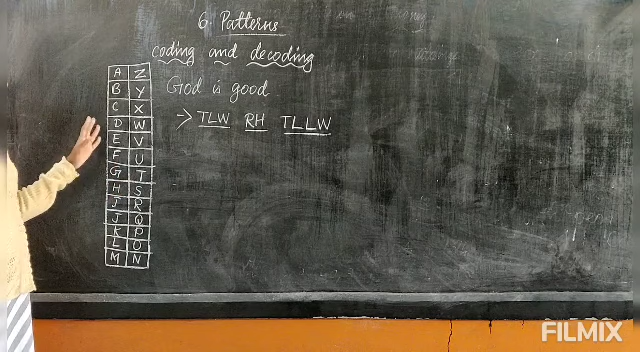 6. Patterns
coding and decoding
God is good
→ TLW RH TLLW
A Z
B Y
C X
D W
E V
F U
G T
H S
I R
J Q
K P
L O
M N
FILMIX